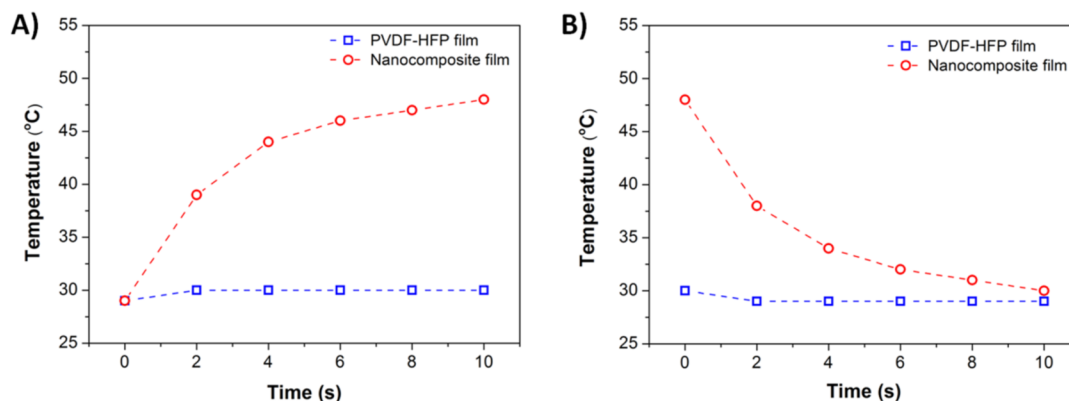 A)
PVDF-HFP film
Nanocomposite film
Temperature (°C)
55
50
45
40
35
30
25
0 2 4 6 8 10
Time (s)
B)
PVDF-HFP film
Nanocomposite film
Temperature (°C)
55
50
45
40
35
30
25
0 2 4 6 8 10
Time (s)